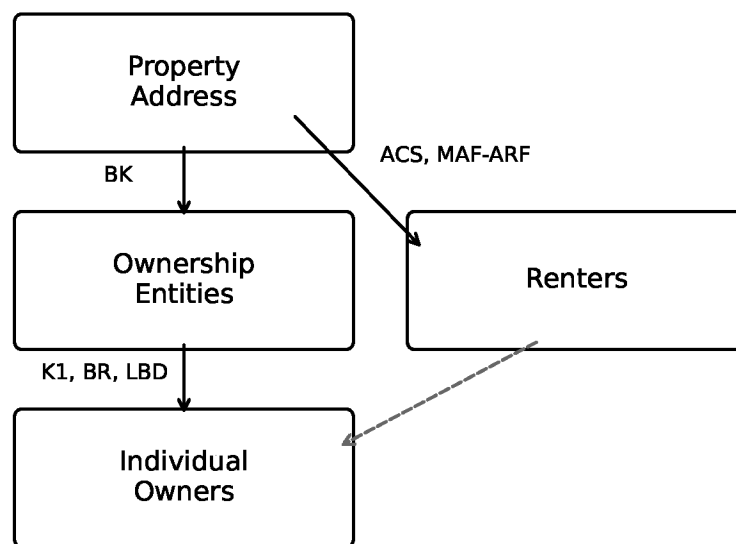 Property
Address
ACS, MAF-ARF
BK
Ownership
Entities
Renters
K1, BR, LBD
Individual
Owners